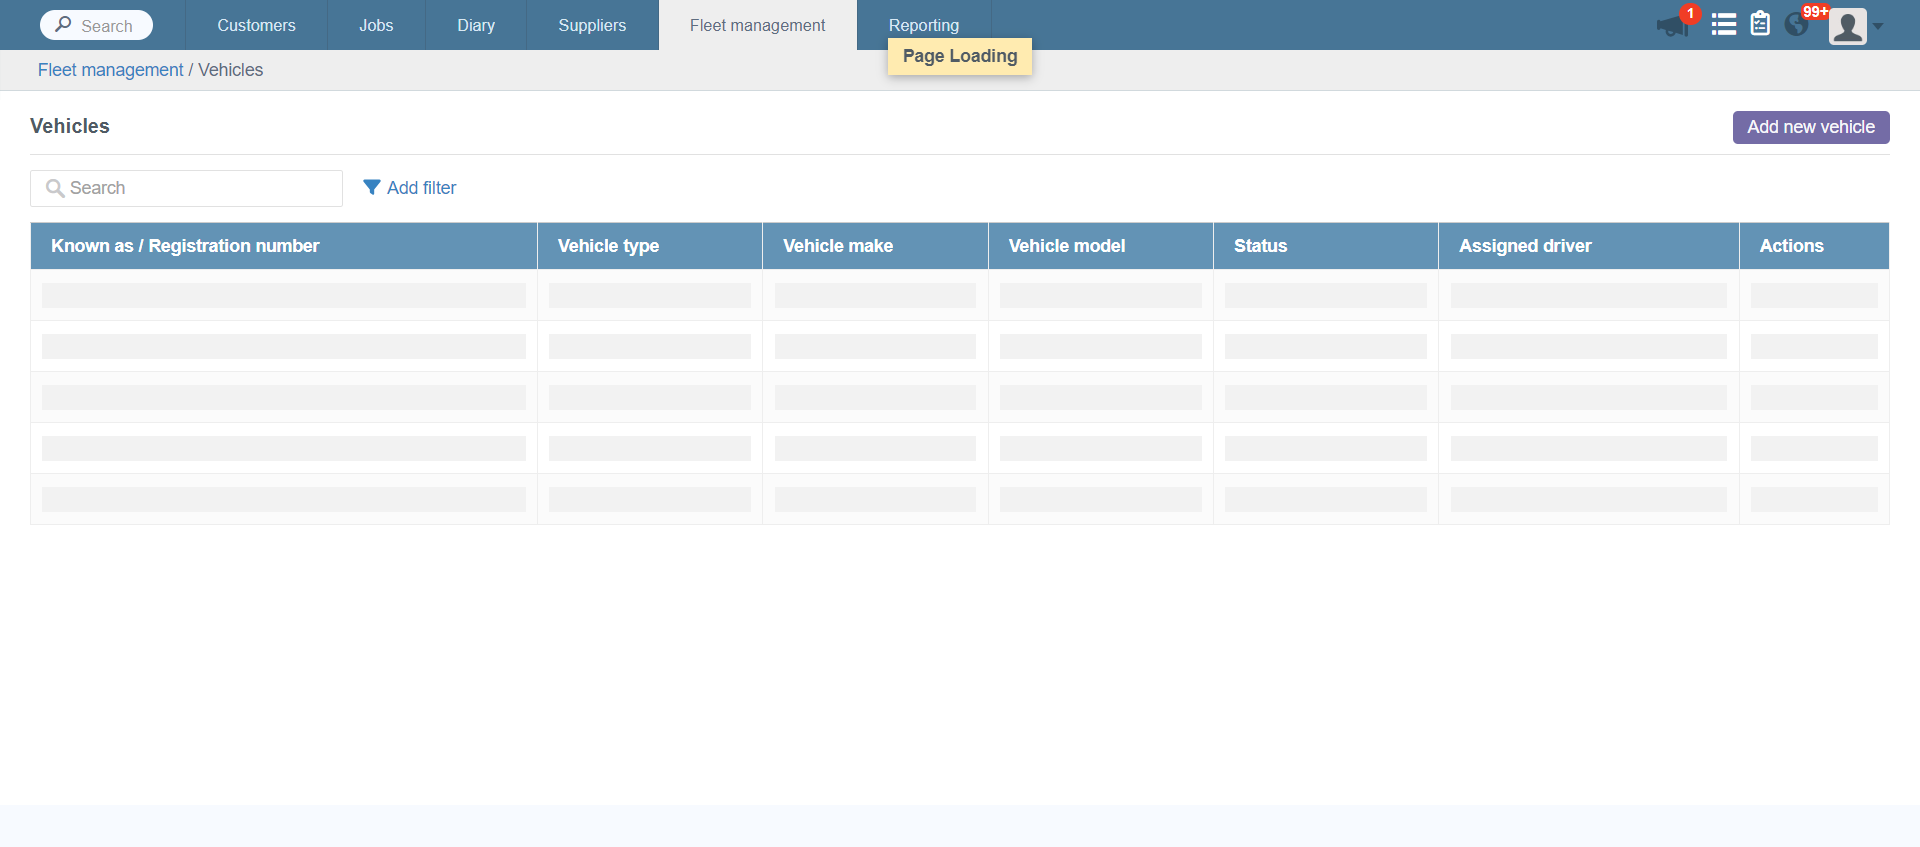 Search
Customers
Jobs
Diary
Suppliers
Fleet management
Reporting
1
99+
Page Loading
Fleet management / Vehicles
Vehicles
Add new vehicle
Search
Add filter
Known as / Registration number
Vehicle type
Vehicle make
Vehicle model
Status
Assigned driver
Actions